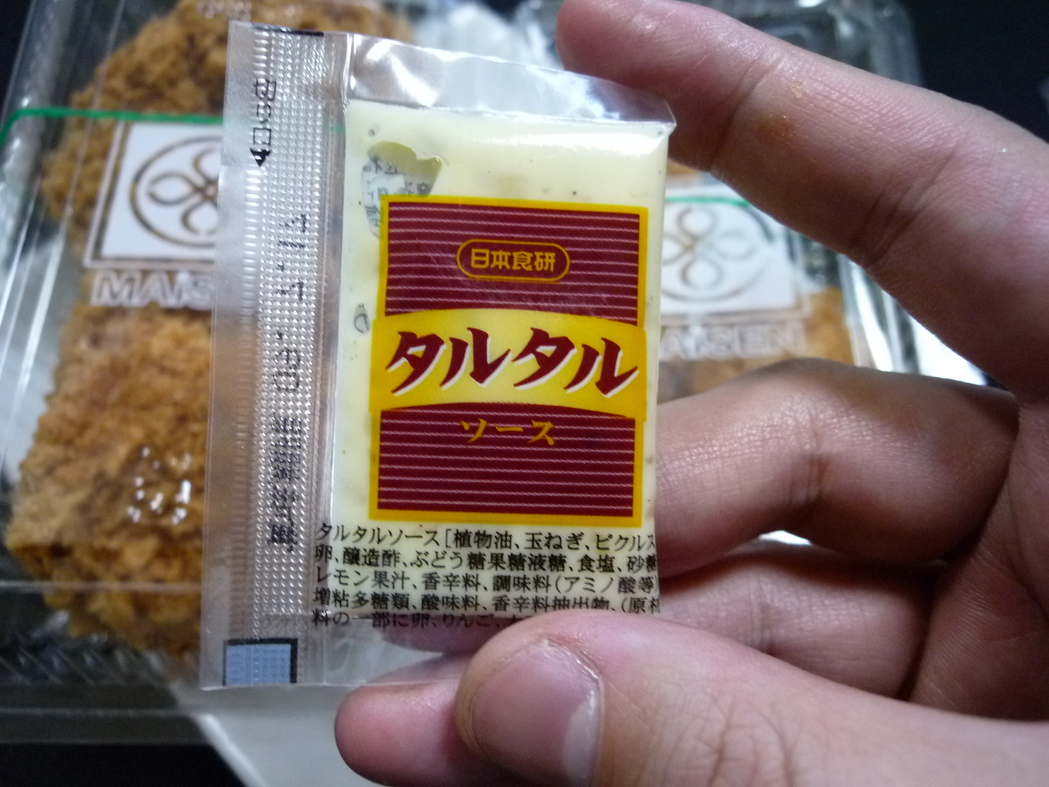 日本食研
タルタル
ソース
タルタルソース[植物油、玉ねぎ、ピクルス
卵、醸造酢、ぶどう糖果糖液糖、食塩、砂糖
レモン果汁、香辛料、調味料(アミノ酸等)
増粘多糖類、酸味料、香辛料抽出物、(原材
料の一部に卵、りんご、
MAISEN